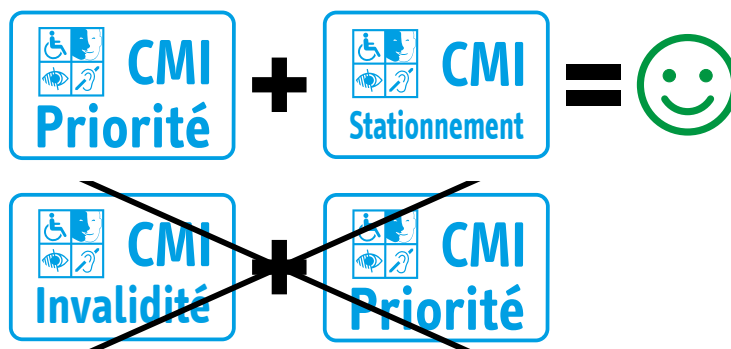 CMI
Priorité
+
CMI
Stationnement
=
CMI
Invalidité
+
CMI
Priorité